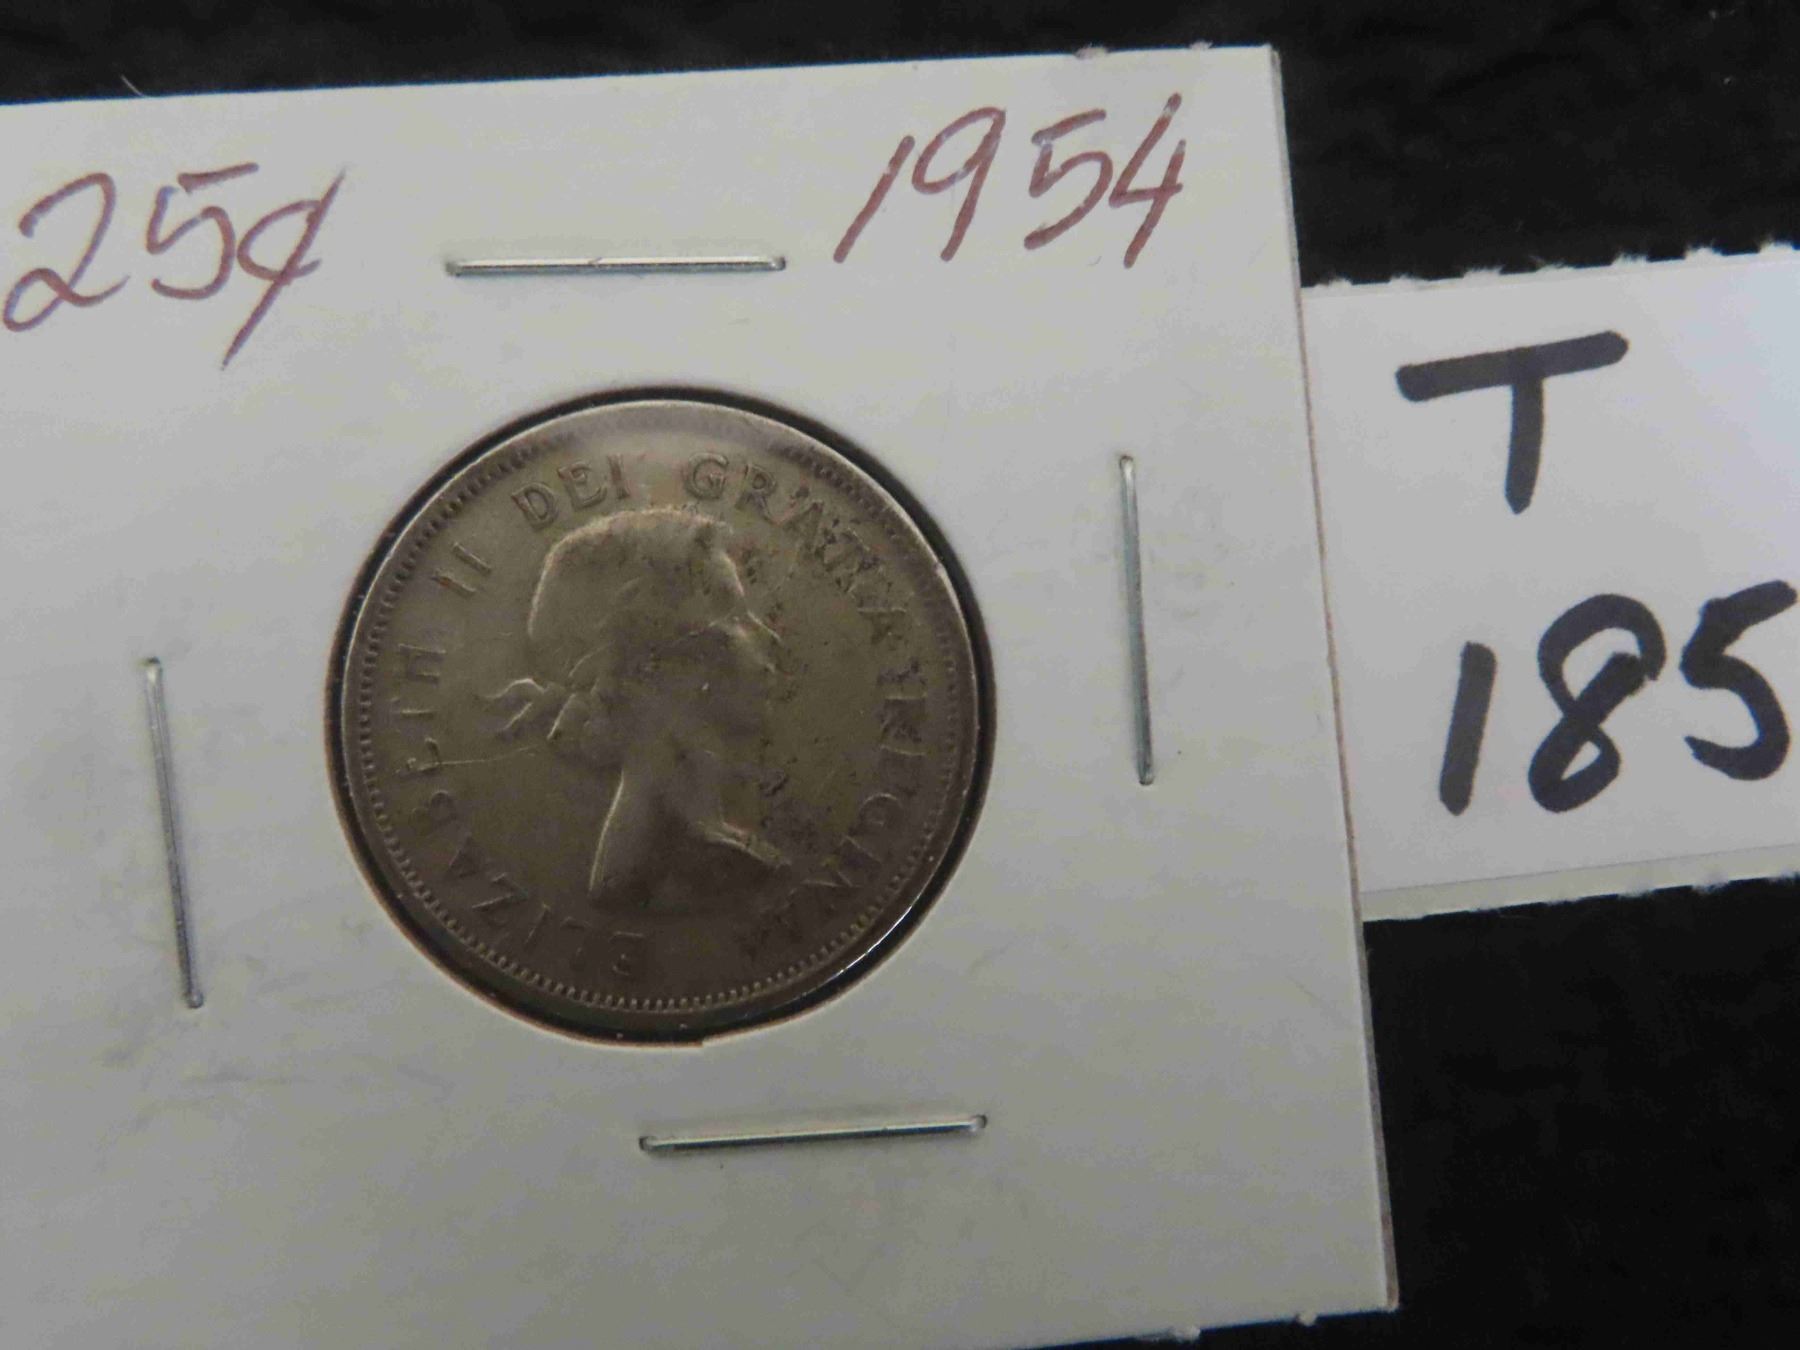 25¢ 1954
T
185
ELIZABETH II DEI GRATIA REGINA